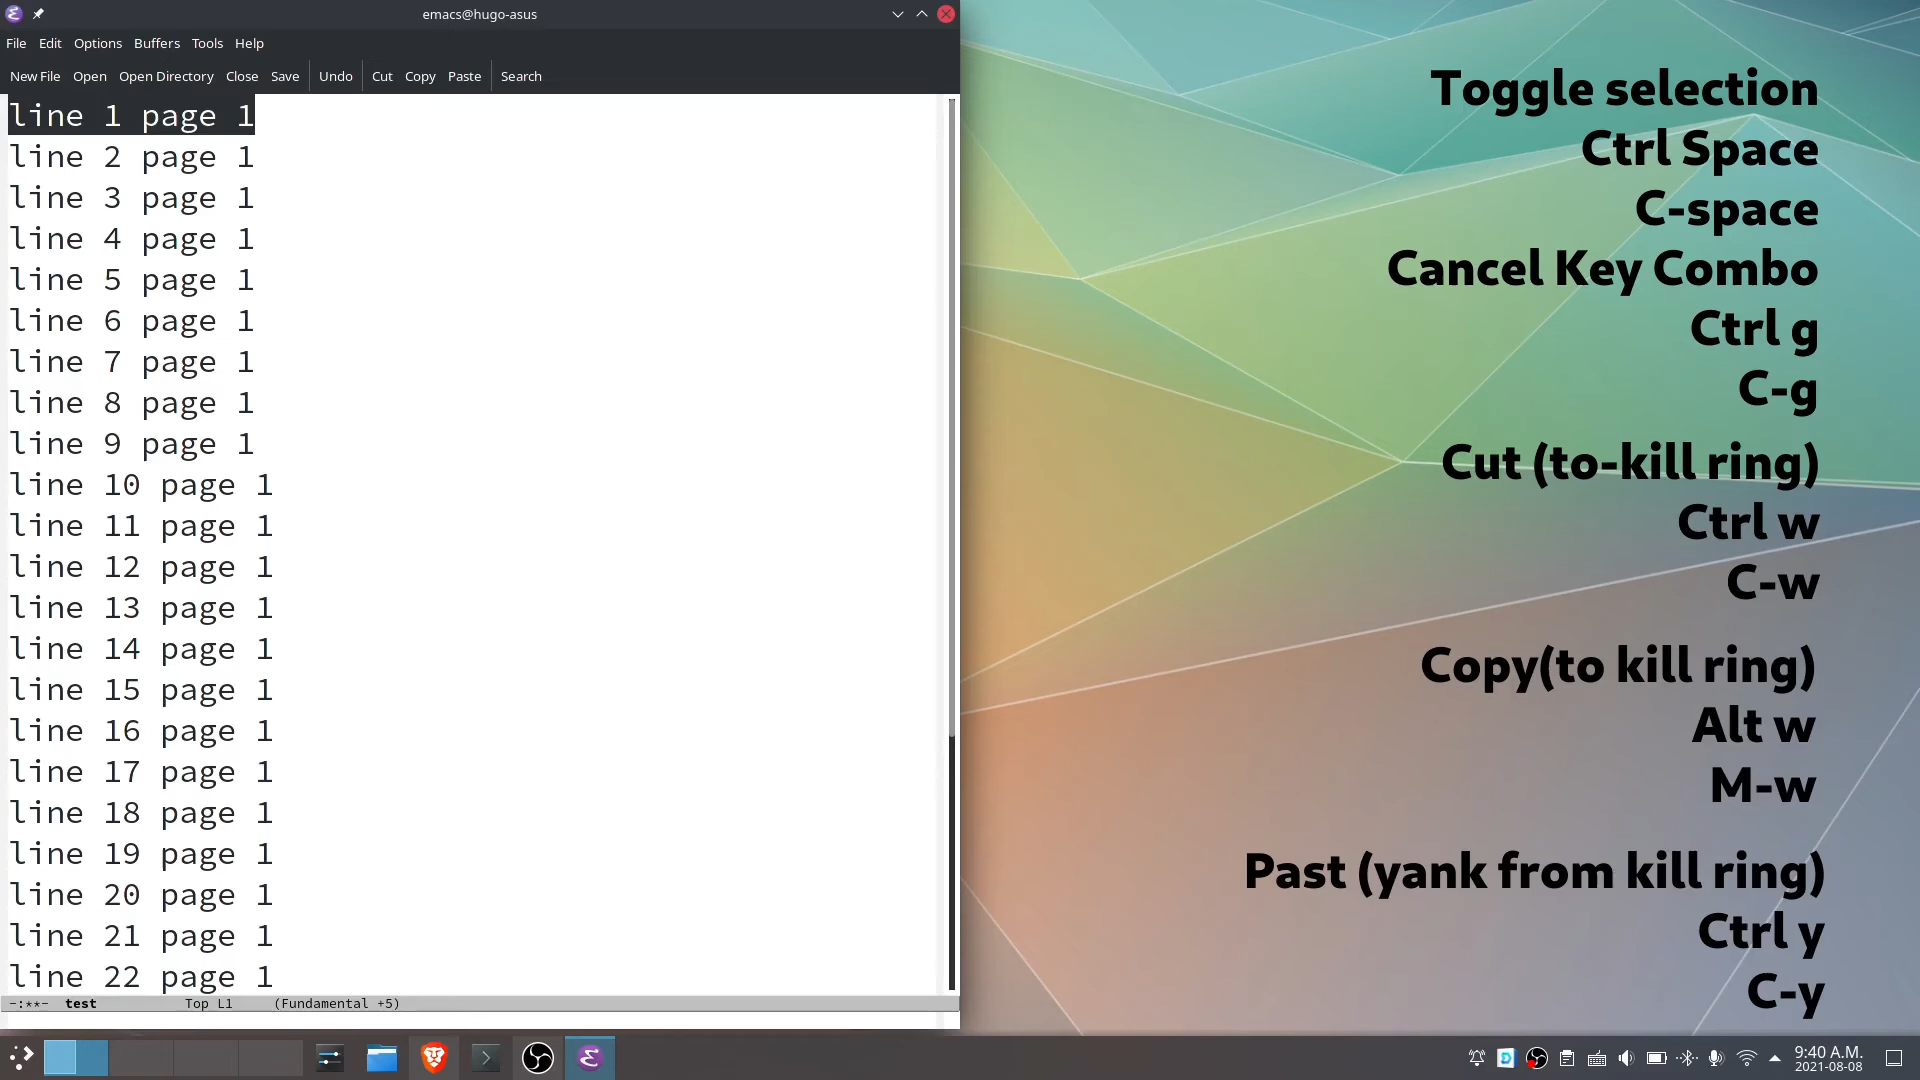 emacs@hugo-asus
File Edit Options Buffers Tools Help
New File Open Open Directory Close Save Undo Cut Copy Paste Search
line 1 page 1
line 2 page 1
line 3 page 1
line 4 page 1
line 5 page 1
line 6 page 1
line 7 page 1
line 8 page 1
line 9 page 1
line 10 page 1
line 11 page 1
line 12 page 1
line 13 page 1
line 14 page 1
line 15 page 1
line 16 page 1
line 17 page 1
line 18 page 1
line 19 page 1
line 20 page 1
line 21 page 1
line 22 page 1
-:**- test Top L1 (Fundamental +5)
Toggle selection
Ctrl Space
C-space
Cancel Key Combo
Ctrl g
C-g
Cut (to-kill ring)
Ctrl w
C-w
Copy(to kill ring)
Alt w
M-w
Past (yank from kill ring)
Ctrl y
C-y
9:40 A.M.
2021-08-08